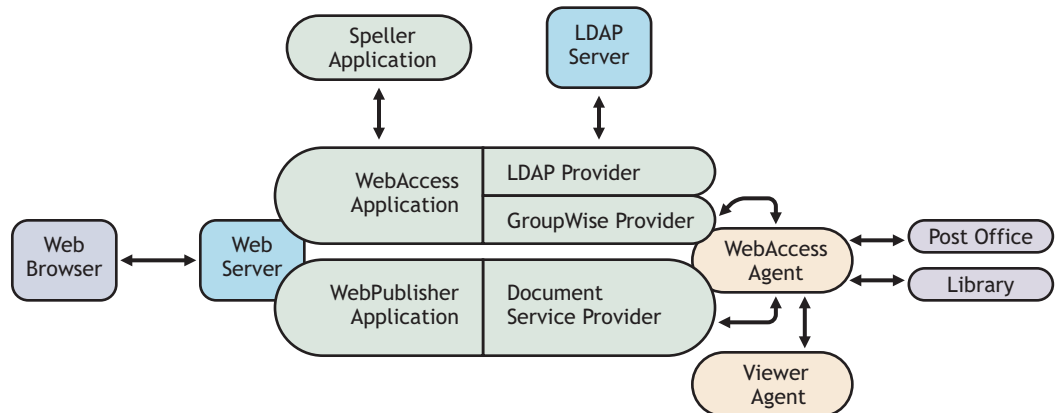 Speller
Application
LDAP
Server
WebAccess
Application
LDAP Provider
GroupWise Provider
Web
Browser
Web
Server
WebAccess
Agent
Post Office
Library
WebPublisher
Application
Document
Service Provider
Viewer
Agent